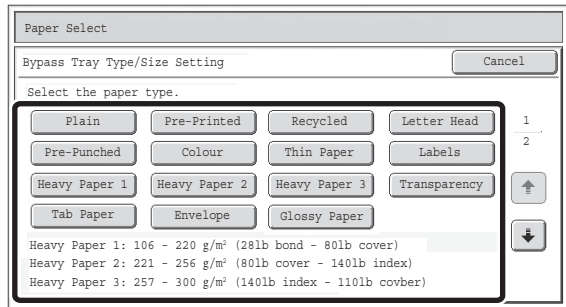 Paper Select
Bypass Tray Type/Size Setting Cancel
Select the paper type.
Plain Pre-Printed Recycled Letter Head 1
Pre-Punched Colour Thin Paper Labels 2
Heavy Paper 1 Heavy Paper 2 Heavy Paper 3 Transparency
Tab Paper Envelope Glossy Paper
Heavy Paper 1: 106 - 220 g/m² (28lb bond - 80lb cover)
Heavy Paper 2: 221 - 256 g/m² (80lb cover - 140lb index)
Heavy Paper 3: 257 - 300 g/m² (140lb index - 110lb covber)